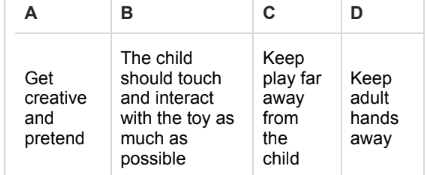 A B C D
Get
creative
and
pretend
The child
should touch
and interact
with the toy as
much as
possible
Keep
play far
away
from
the
child
Keep
adult
hands
away